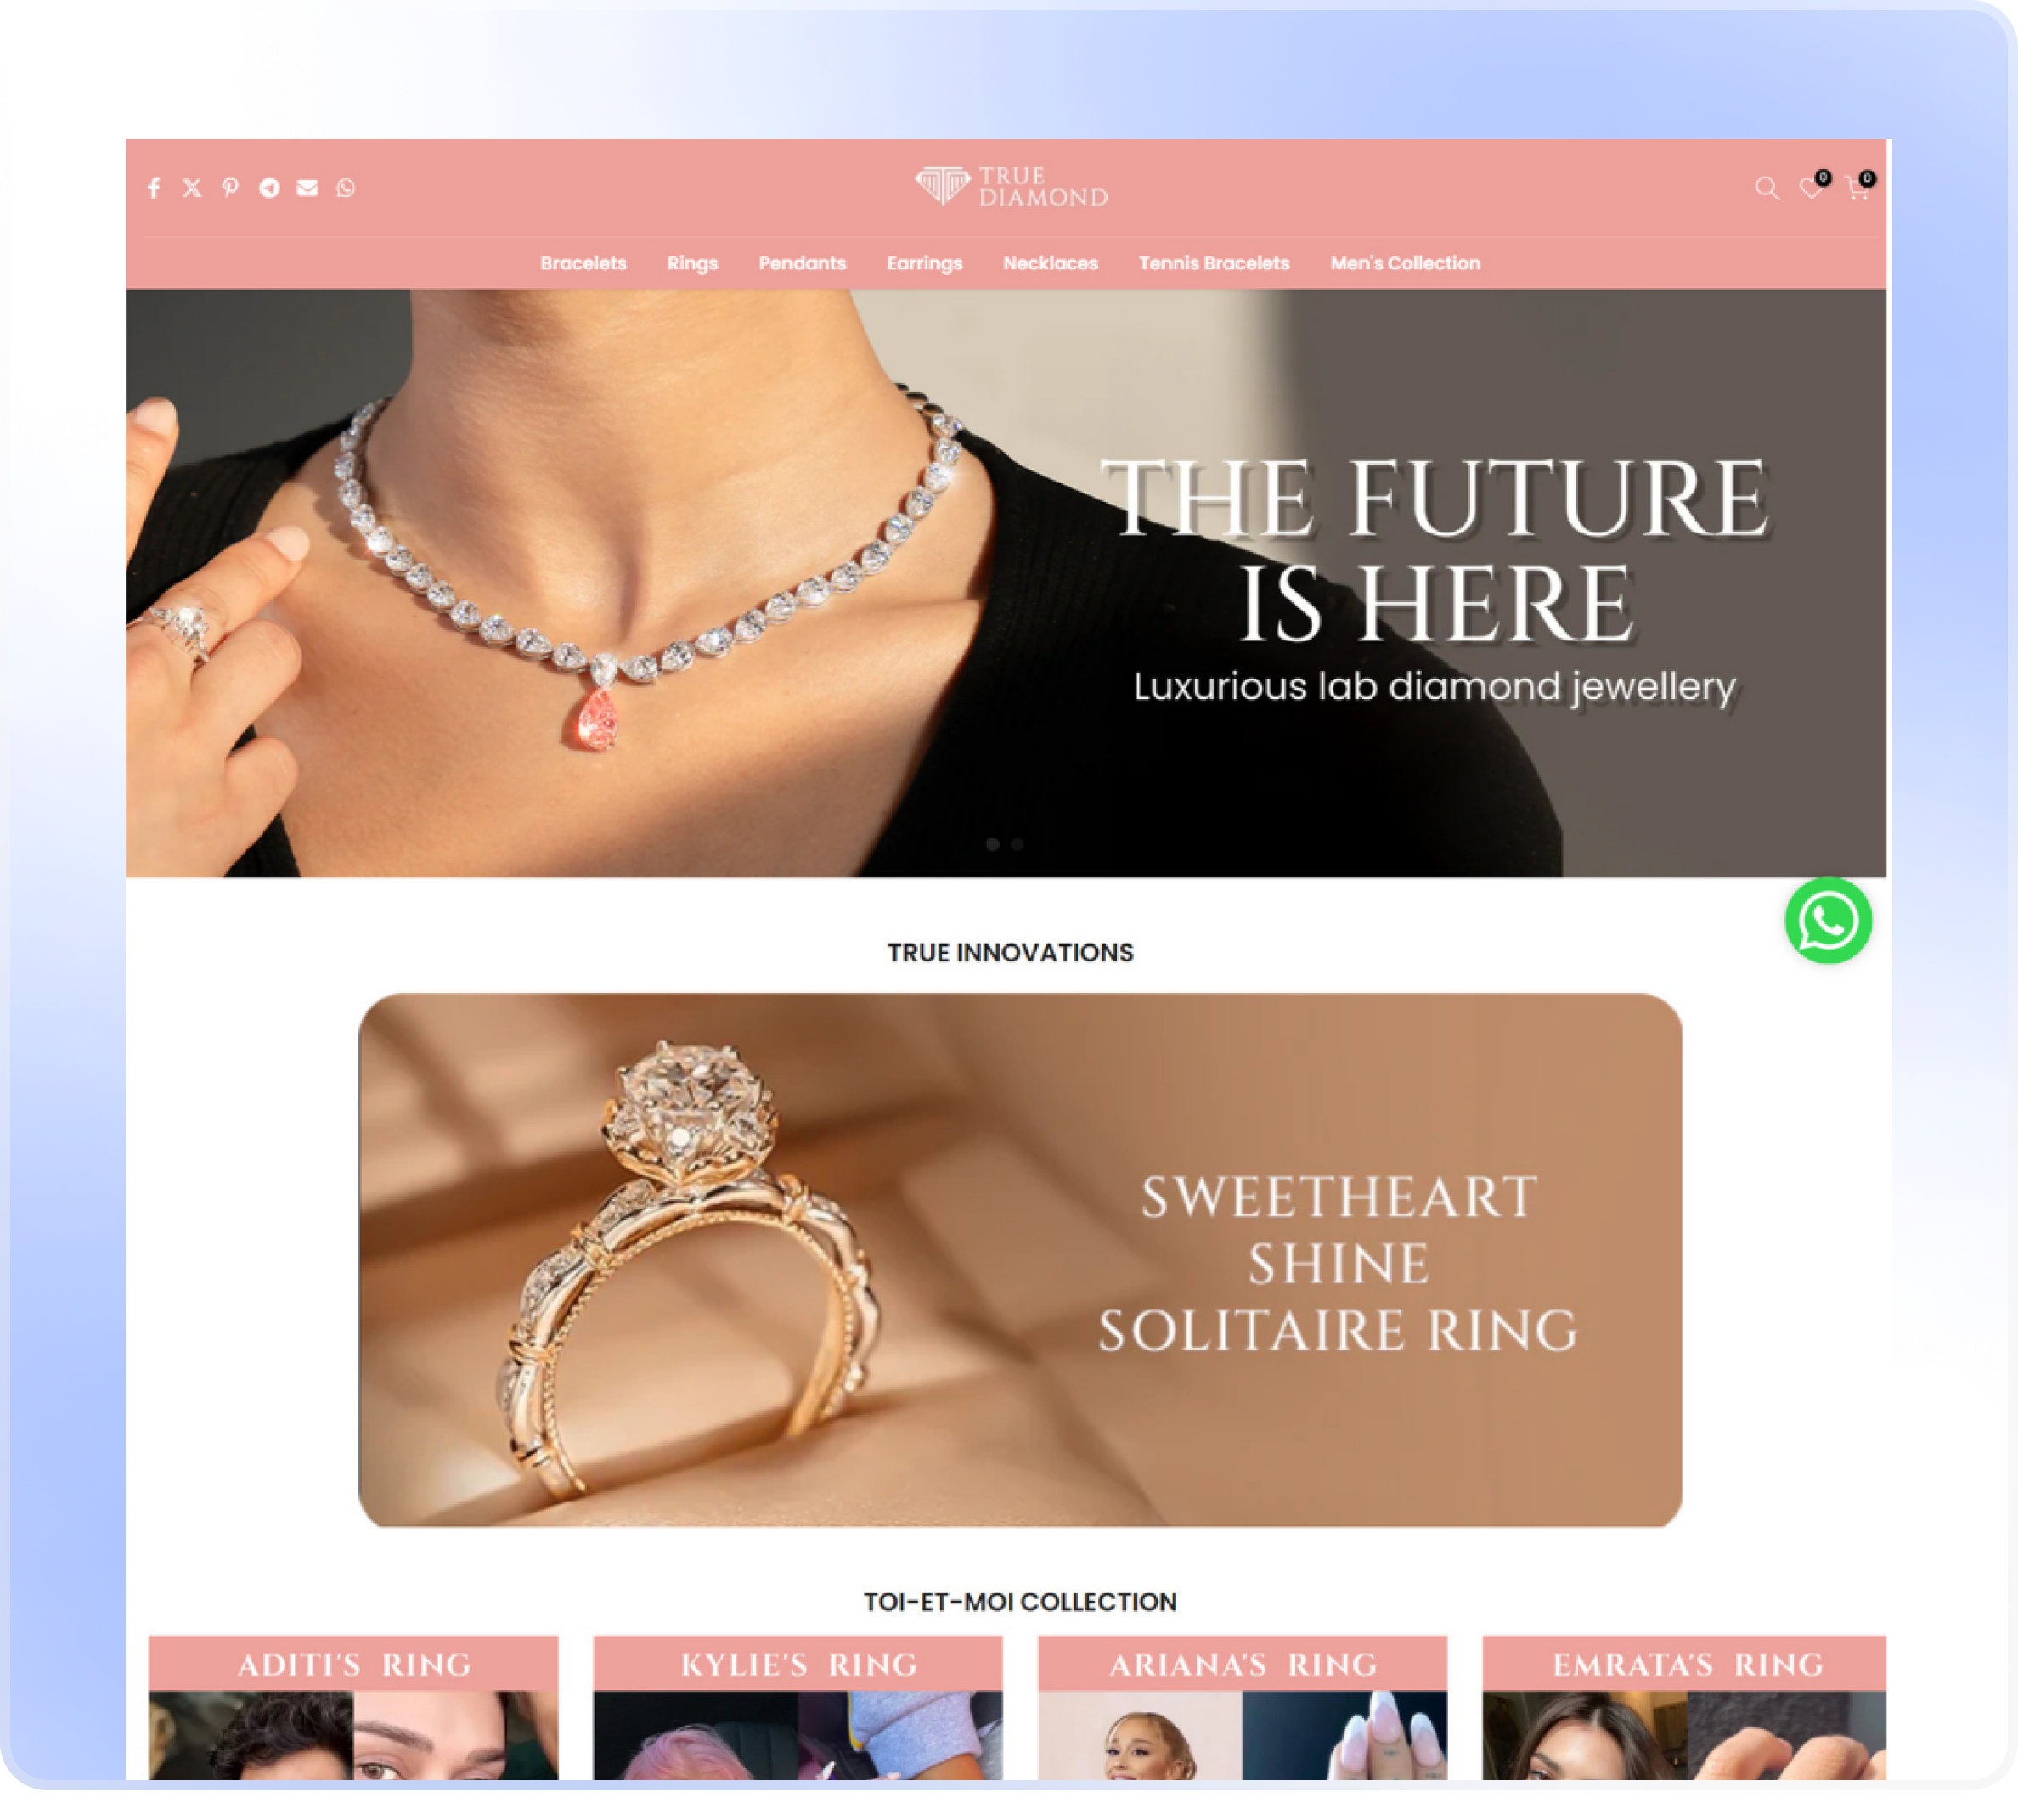 TRUE
DIAMOND
0
0
Bracelets Rings Pendants Earrings Necklaces Tennis Bracelets Men's Collection
THE FUTURE
IS HERE
Luxurious lab diamond jewellery
TRUE INNOVATIONS
SWEETHEART
SHINE
SOLITAIRE RING
TOI-ET-MOI COLLECTION
ADITI'S RING
KYLIE'S RING
ARIANA'S RING
EMRATA'S RING